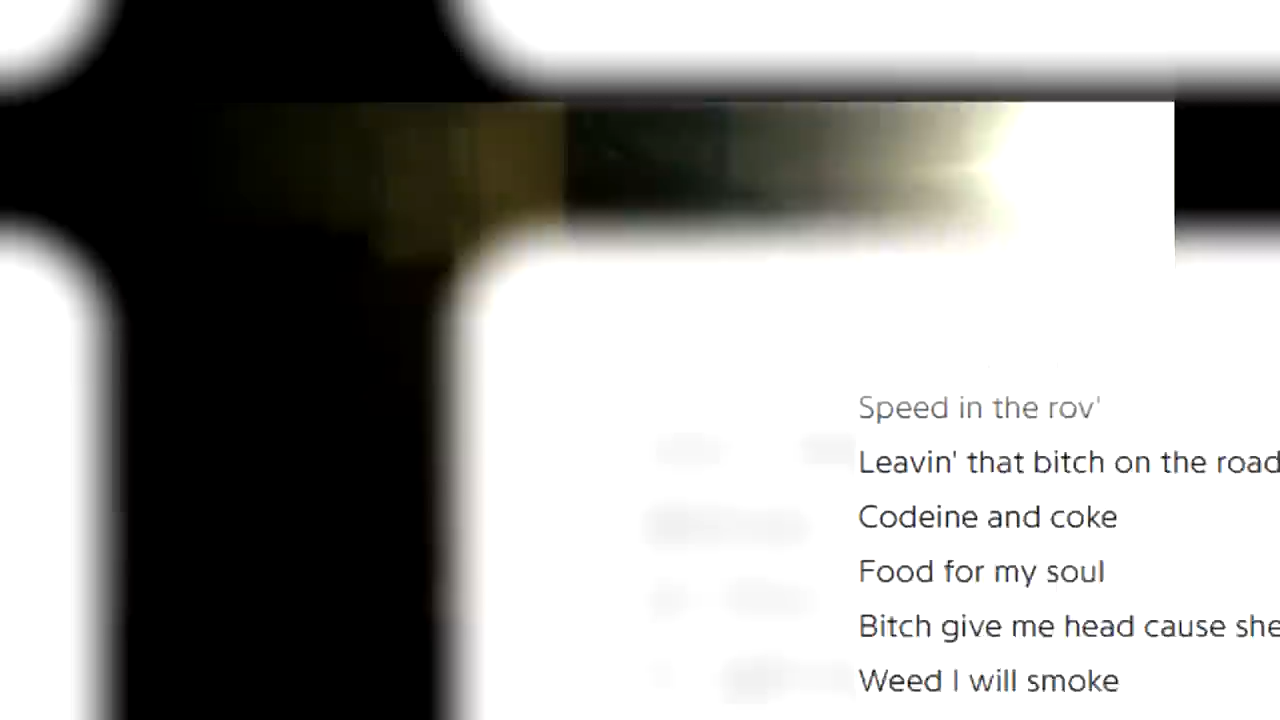 Speed in the rov'
Leavin' that bitch on the road
Codeine and coke
Food for my soul
Bitch give me head cause she
Weed I will smoke